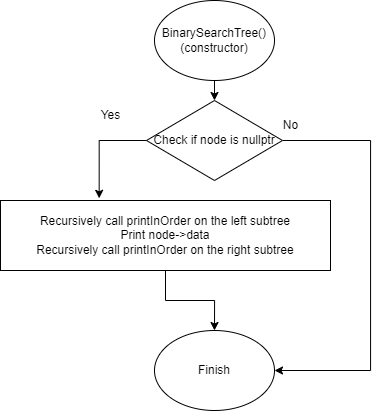 BinarySearchTree()
(constructor)
Yes
No
Check if node is nullptr
Recursively call printInOrder on the left subtree
Print node->data
Recursively call printInOrder on the right subtree
Finish